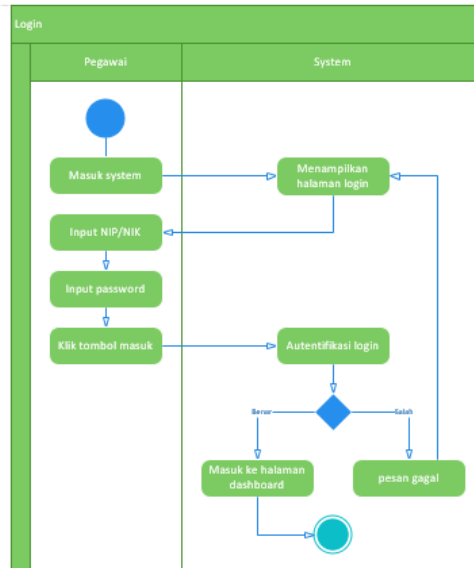 Login
Pegawai
System
Masuk system
Menampilkan
halaman login
Input NIP/NIK
Input password
Klik tombol masuk
Autentifikasi login
Benar
Salah
Masuk ke halaman
dashboard
pesan gagal